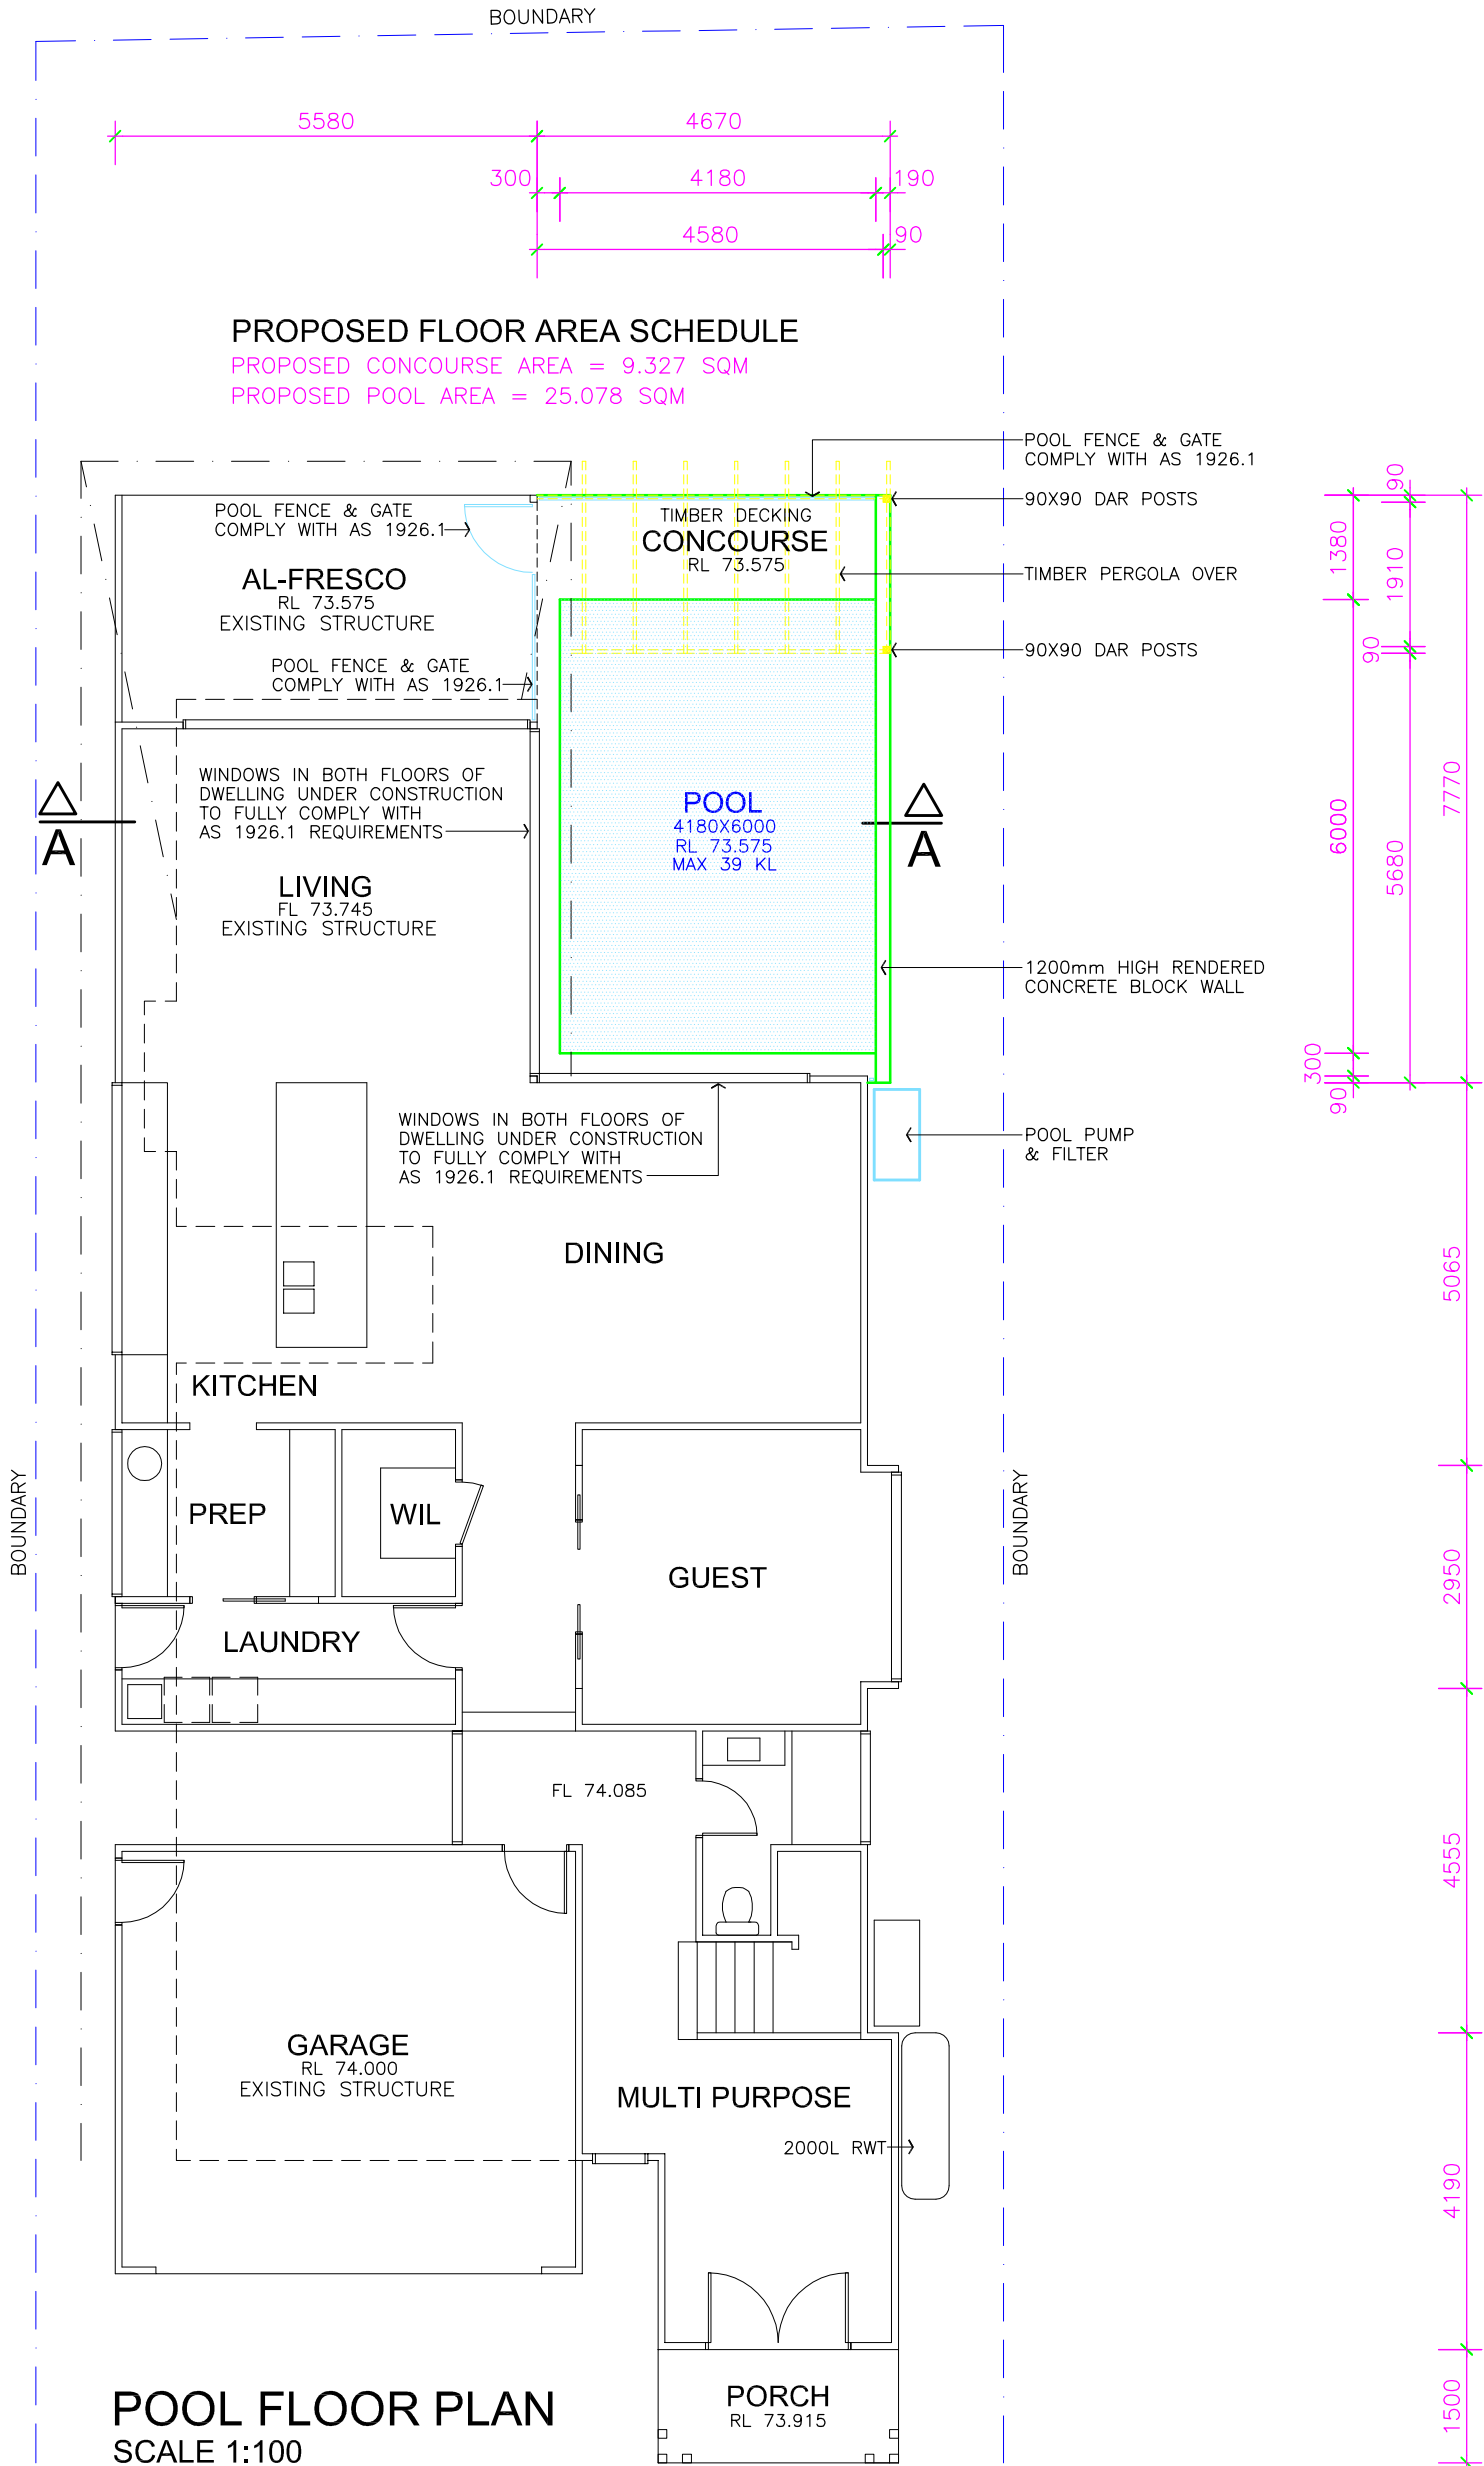 BOUNDARY
5580
4670
300
4180
190
4580
90
PROPOSED FLOOR AREA SCHEDULE
PROPOSED CONCOURSE AREA = 9.327 SQM
PROPOSED POOL AREA = 25.078 SQM
POOL FENCE & GATE
COMPLY WITH AS 1926.1
90X90 DAR POSTS
TIMBER PERGOLA OVER
90X90 DAR POSTS
POOL FENCE & GATE
COMPLY WITH AS 1926.1
AL-FRESCO
RL 73.575
EXISTING STRUCTURE
POOL FENCE & GATE
COMPLY WITH AS 1926.1
TIMBER DECKING
CONCOURSE
RL 73.575
90
1380
1910
90
7770
6000
5680
300
90
WINDOWS IN BOTH FLOORS OF
DWELLING UNDER CONSTRUCTION
TO FULLY COMPLY WITH
AS 1926.1 REQUIREMENTS
A
POOL
4180X6000
RL 73.575
MAX 39 KL
A
LIVING
FL 73.745
EXISTING STRUCTURE
1200mm HIGH RENDERED
CONCRETE BLOCK WALL
WINDOWS IN BOTH FLOORS OF
DWELLING UNDER CONSTRUCTION
TO FULLY COMPLY WITH
AS 1926.1 REQUIREMENTS
POOL PUMP
& FILTER
DINING
5065
KITCHEN
BOUNDARY
PREP
WIL
GUEST
BOUNDARY
2950
LAUNDRY
FL 74.085
4555
GARAGE
RL 74.000
EXISTING STRUCTURE
MULTI PURPOSE
2000L RWT
4190
PORCH
RL 73.915
1500
POOL FLOOR PLAN
SCALE 1:100